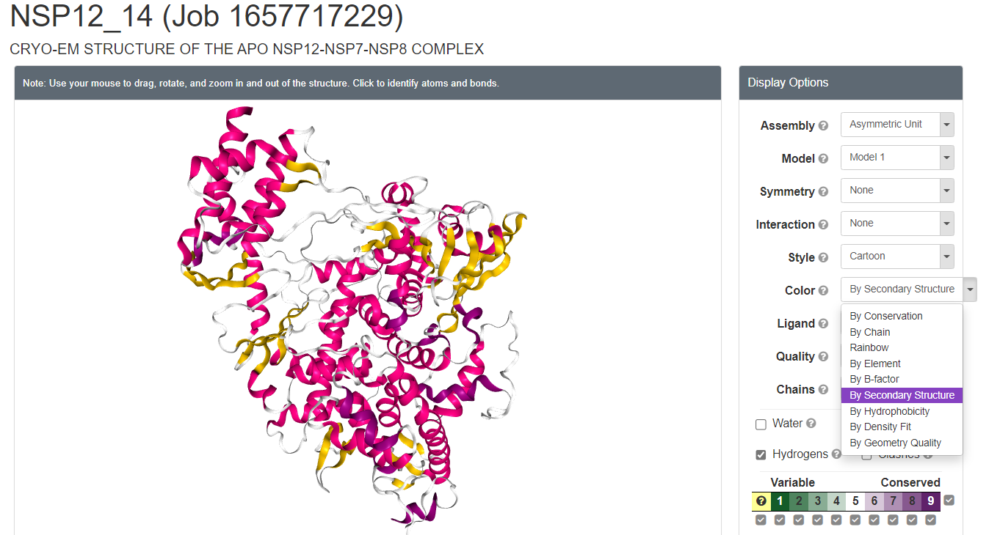 NSP12_14 (Job 1657717229)
CRYO-EM STRUCTURE OF THE APO NSP12-NSP7-NSP8 COMPLEX
Note: Use your mouse to drag, rotate, and zoom in and out of the structure. Click to identify atoms and bonds.
Display Options
Assembly ? Asymmetric Unit
Model ? Model 1
Symmetry ? None
Interaction ? None
Style ? Cartoon
Color ? By Secondary Structure
By Conservation
By Chain
Rainbow
By Element
By B-factor
By Secondary Structure
By Hydrophobicity
By Density Fit
By Geometry Quality
Ligand ?
Quality ?
Chains ?
Water ?
Hydrogens ? Clashes ?
Variable Conserved
? 1 2 3 4 5 6 7 8 9